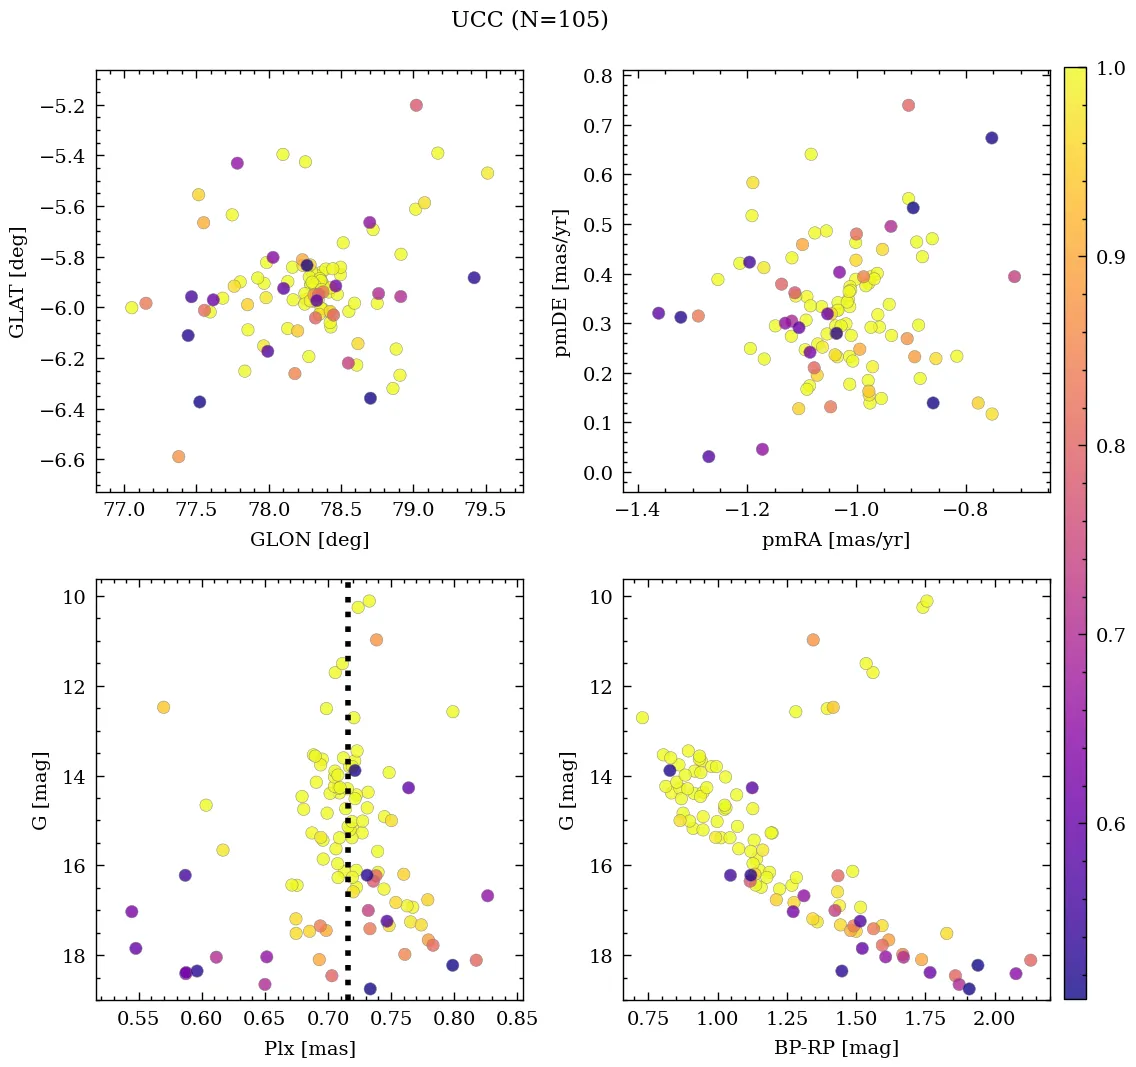 UCC (N=105)
−5.2
−5.4
−5.6
−5.8
−6.0
−6.2
−6.4
−6.6
GLAT [deg]
77.0 77.5 78.0 78.5 79.0 79.5
GLON [deg]
0.8
0.7
0.6
0.5
0.4
0.3
0.2
0.1
0.0
pmDE [mas/yr]
−1.4 −1.2 −1.0 −0.8
pmRA [mas/yr]
10
12
14
16
18
G [mag]
0.55 0.60 0.65 0.70 0.75 0.80 0.85
Plx [mas]
10
12
14
16
18
G [mag]
0.75 1.00 1.25 1.50 1.75 2.00
BP-RP [mag]
1.0
0.9
0.8
0.7
0.6